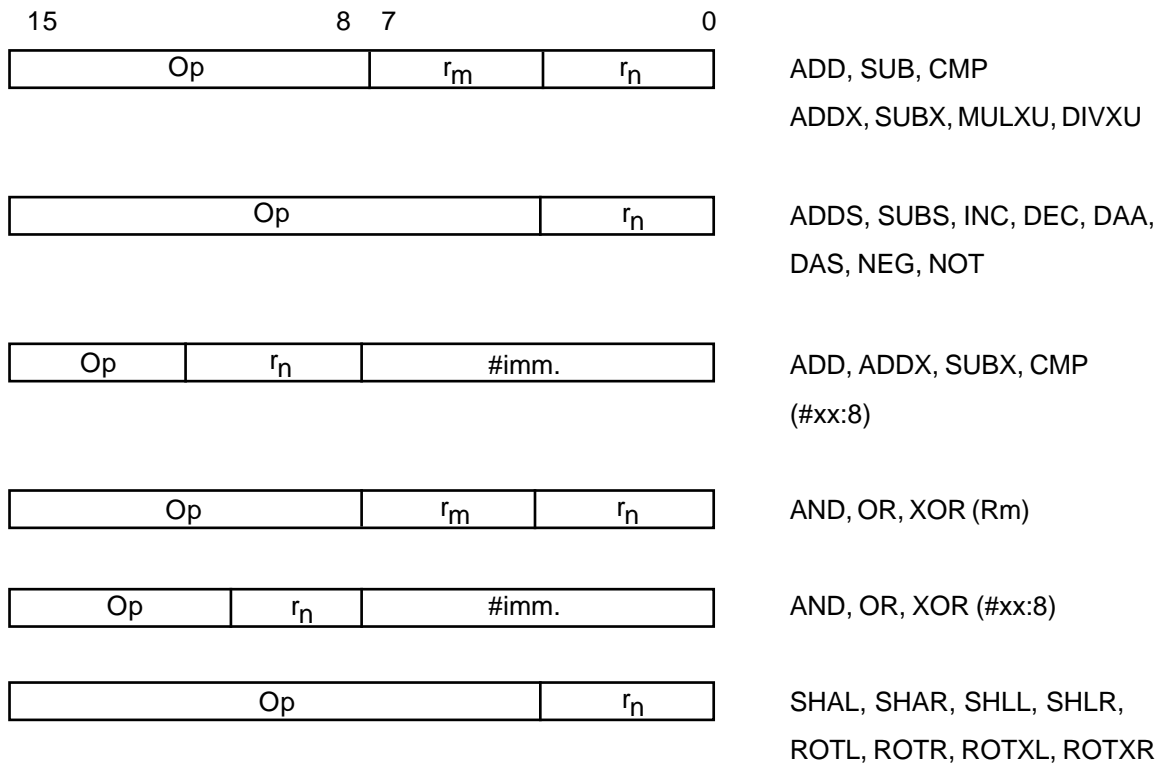 15 8 7 0
Op rm rn ADD, SUB, CMP
ADDX, SUBX, MULXU, DIVXU
Op rn ADDS, SUBS, INC, DEC, DAA,
DAS, NEG, NOT
Op rn #imm. ADD, ADDX, SUBX, CMP
(#xx:8)
Op rm rn AND, OR, XOR (Rm)
Op rn #imm. AND, OR, XOR (#xx:8)
Op rn SHAL, SHAR, SHLL, SHLR,
ROTL, ROTR, ROTXL, ROTXR